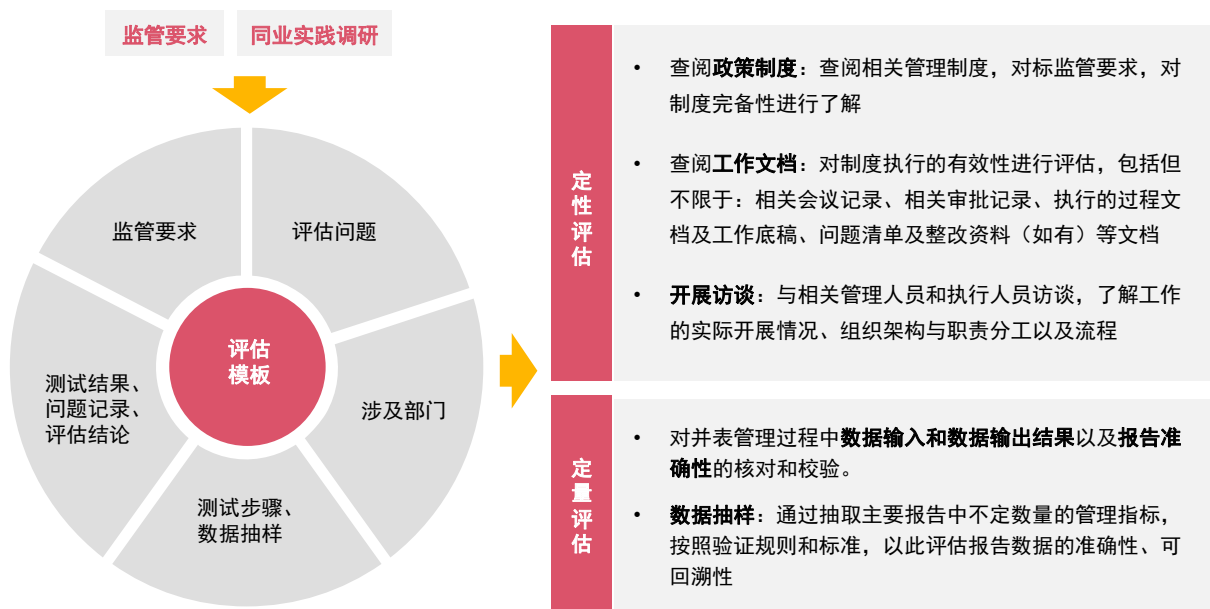 监管要求
同业实践调研
监管要求
评估问题
评估
模板
测试结果、
问题记录、
评估结论
涉及部门
测试步骤、
数据抽样
定性评估
• 查阅政策制度：查阅相关管理制度，对标监管要求，对
制度完备性进行了解
• 查阅工作文档：对制度执行的有效性进行评估，包括但
不限于：相关会议记录、相关审批记录、执行的过程文
档及工作底稿、问题清单及整改资料（如有）等文档
• 开展访谈：与相关管理人员和执行人员访谈，了解工作
的实际开展情况、组织架构与职责分工以及流程
定量评估
• 对并表管理过程中数据输入和数据输出结果以及报告准
确性的核对和校验。
• 数据抽样：通过抽取主要报告中不定数量的管理指标，
按照验证规则和标准，以此评估报告数据的准确性、可
回溯性